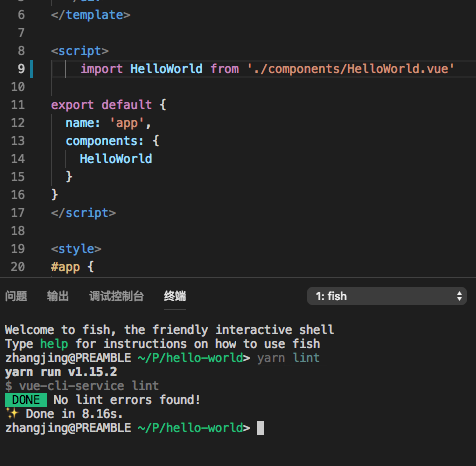 6 </template>
7
8 <script>
9 import HelloWorld from './components/HelloWorld.vue'
10
11 export default {
12 name: 'app',
13 components: {
14 HelloWorld
15 }
16 }
17 </script>
18
19 <style>
20 #app {
问题 输出 调试控制台 终端 1: fish
Welcome to fish, the friendly interactive shell
Type help for instructions on how to use fish
zhangjing@PREAMBLE ~/P/hello-world> yarn lint
yarn run v1.15.2
$ vue-cli-service lint
DONE No lint errors found!
✨ Done in 8.16s.
zhangjing@PREAMBLE ~/P/hello-world>